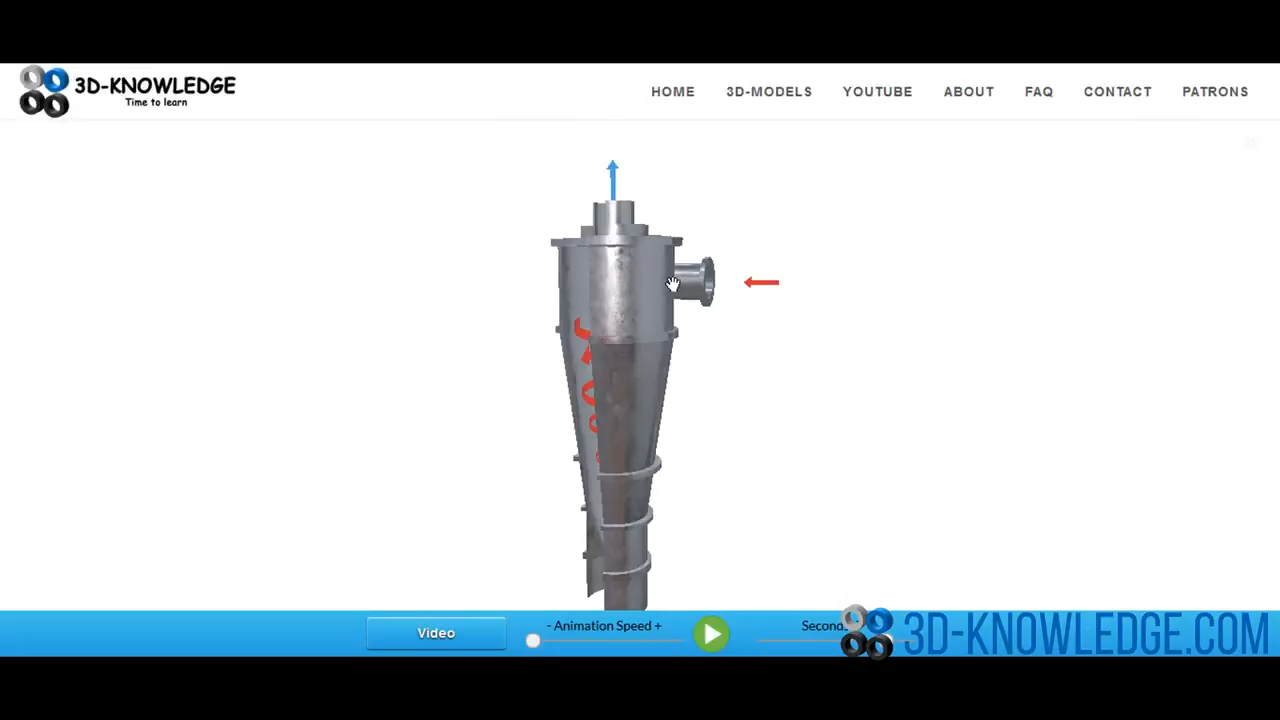 3D-KNOWLEDGE
Time to learn
HOME
3D-MODELS
YOUTUBE
ABOUT
FAQ
CONTACT
PATRONS
Video
- Animation Speed +
3D-KNOWLEDGE.COM